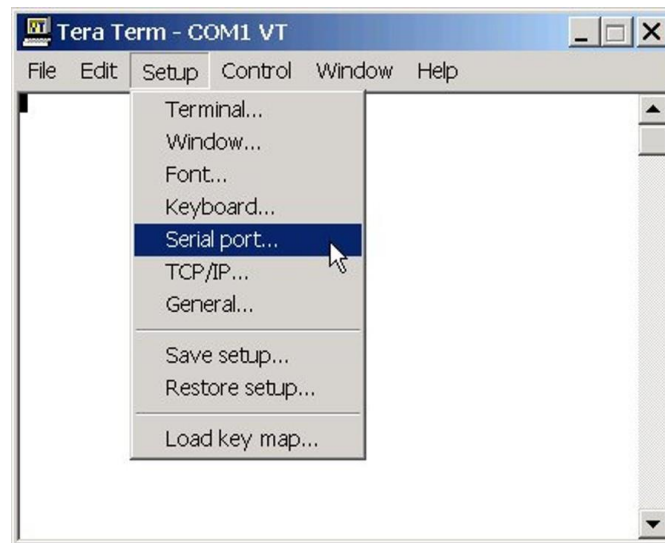 Tera Term - COM1 VT
File Edit Setup Control Window Help
Terminal...
Window...
Font...
Keyboard...
Serial port...
TCP/IP...
General...
Save setup...
Restore setup...
Load key map...